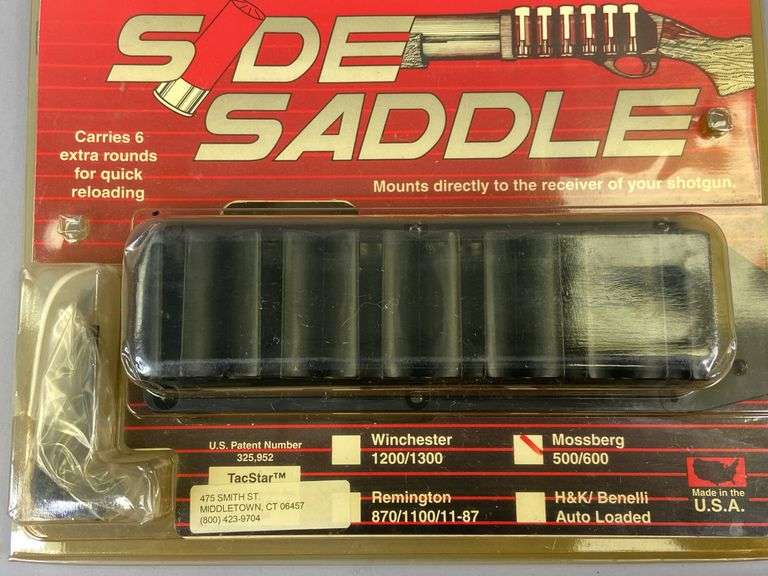 SIDE
SADDLE
Carries 6
extra rounds
for quick
reloading
Mounts directly to the receiver of your shotgun.
U.S. Patent Number
325,952
TacStar™
475 SMITH ST.
MIDDLETOWN, CT 06457
(800) 423-9704
Winchester
1200/1300
Mossberg
500/600
Remington
870/1100/11-87
H&K/ Benelli
Auto Loaded
Made in the
U.S.A.